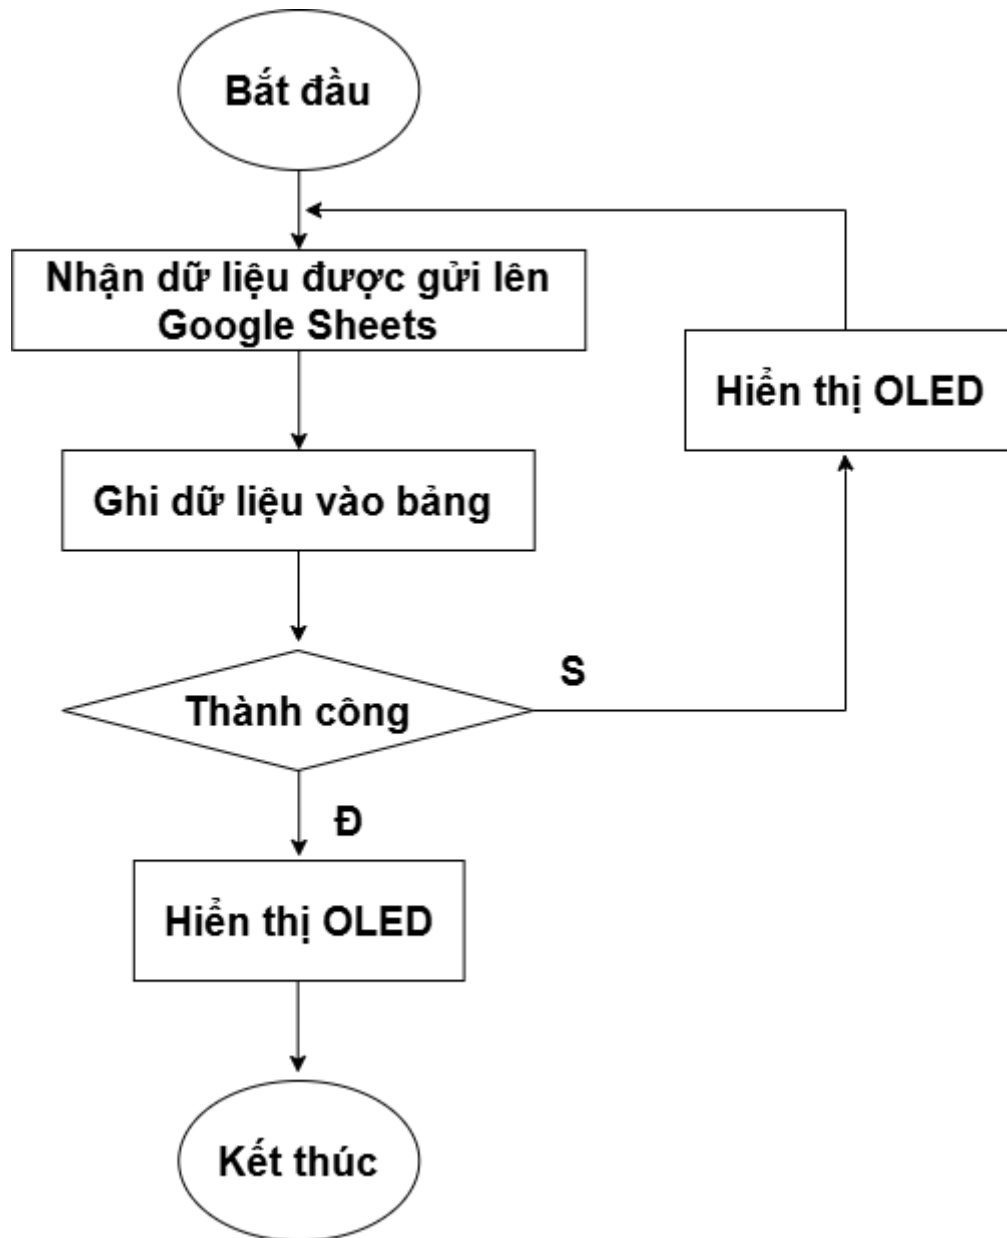 Bắt đầu
Nhận dữ liệu được gửi lên
Google Sheets
Hiển thị OLED
Ghi dữ liệu vào bảng
S
Thành công
Đ
Hiển thị OLED
Kết thúc